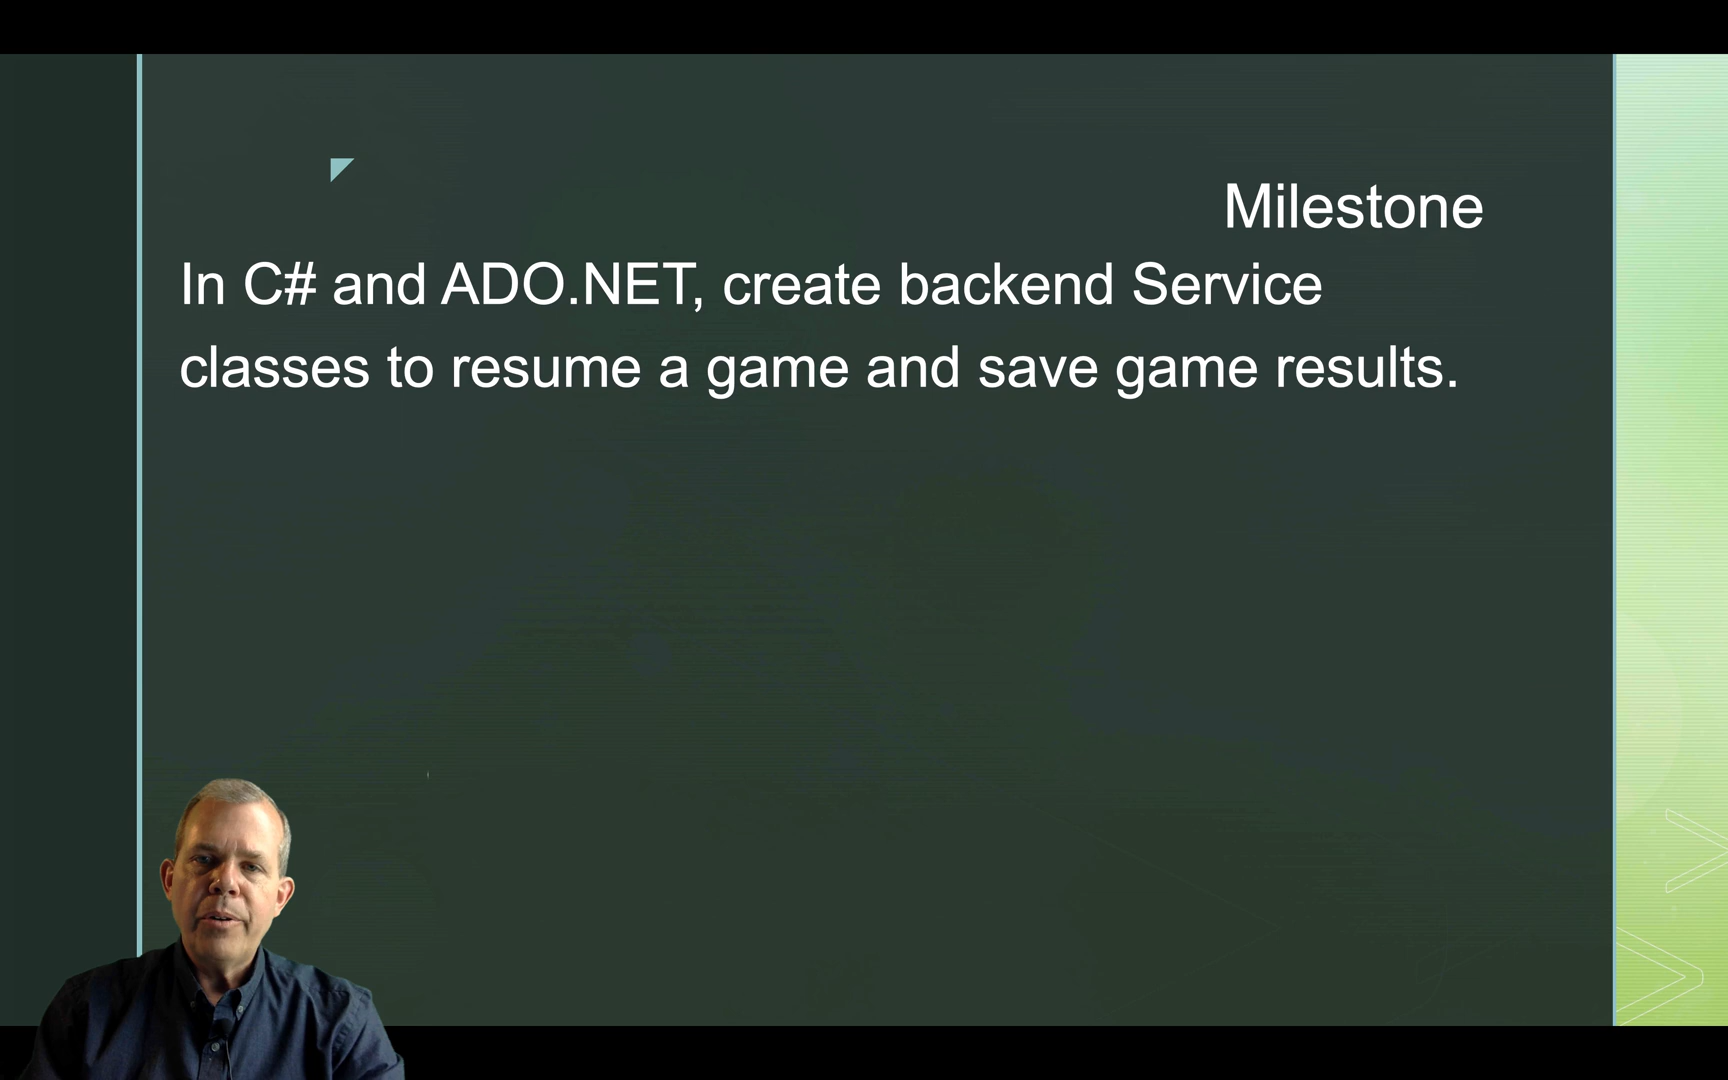 Milestone
In C# and ADO.NET, create backend Service
classes to resume a game and save game results.